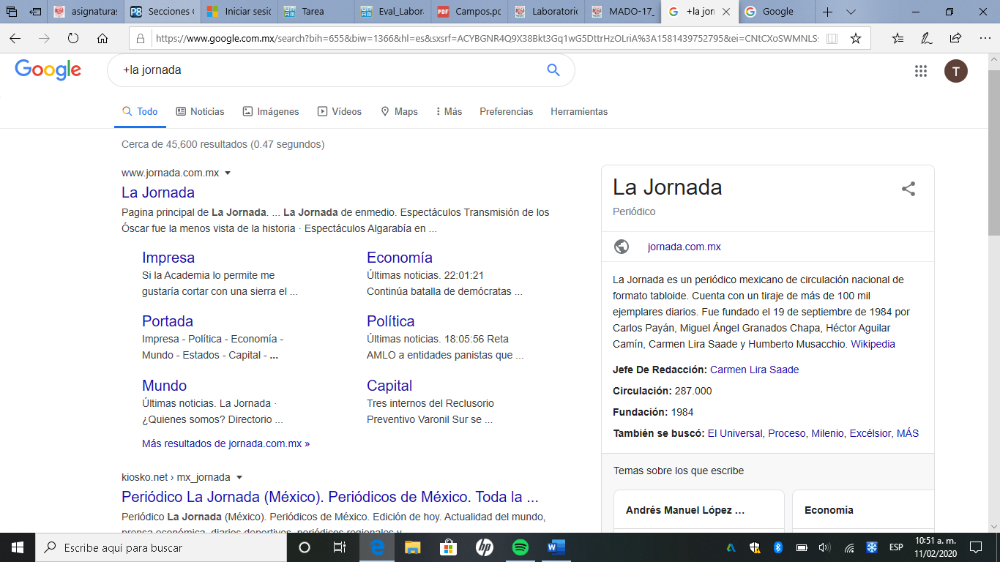 asignaturas
Secciones C
Iniciar sesic
Tarea
Eval_Labora
Campos.pd
Laboratorio
MADO-17_
+la jorn
Google
https://www.google.com.mx/search?bih=655&biw=1366&hl=es&sxsrf=ACYBGNR4Q9X38Bkt3Gq1wG5DttrHzOLriA%3A1581439752795&ei=CNtCXoSWMNLS
Google
+la jornada
T
Todo
Noticias
Imágenes
Vídeos
Maps
Más
Preferencias
Herramientas
Cerca de 45,600 resultados (0.47 segundos)
www.jornada.com.mx
La Jornada
Pagina principal de La Jornada. ... La Jornada de enmedio. Espectáculos Transmisión de los
Óscar fue la menos vista de la historia · Espectáculos Algarabía en ...
Impresa
Si la Academia lo permite me
gustaría cortar con una sierra el ...
Economía
Últimas noticias. 22:01:21
Continúa batalla de demócratas ...
Portada
Impresa - Política - Economía -
Mundo - Estados - Capital - ...
Política
Últimas noticias. 18:05:56 Reta
AMLO a entidades panistas que ...
Mundo
Últimas noticias. La Jornada ·
¿Quienes somos? Directorio ...
Capital
Tres internos del Reclusorio
Preventivo Varonil Sur se ...
Más resultados de jornada.com.mx »
kiosko.net › mx_jornada
Periódico La Jornada (México). Periódicos de México. Toda la ...
Periódico La Jornada (México). Periódicos de México. Edición de hoy. Actualidad del mundo,
prensa económica, diarios deportivos, periódicos regionales y
La Jornada
Periódico
jornada.com.mx
La Jornada es un periódico mexicano de circulación nacional de
formato tabloide. Cuenta con un tiraje de más de 100 mil
ejemplares diarios. Fue fundado el 19 de septiembre de 1984 por
Carlos Payán, Miguel Ángel Granados Chapa, Héctor Aguilar
Camín, Carmen Lira Saade y Humberto Musacchio. Wikipedia
Jefe De Redacción: Carmen Lira Saade
Circulación: 287.000
Fundación: 1984
También se buscó: El Universal, Proceso, Milenio, Excélsior, MÁS
Temas sobre los que escribe
Andrés Manuel López ...
Economía
Escribe aquí para buscar
ESP
10:51 a. m.
11/02/2020